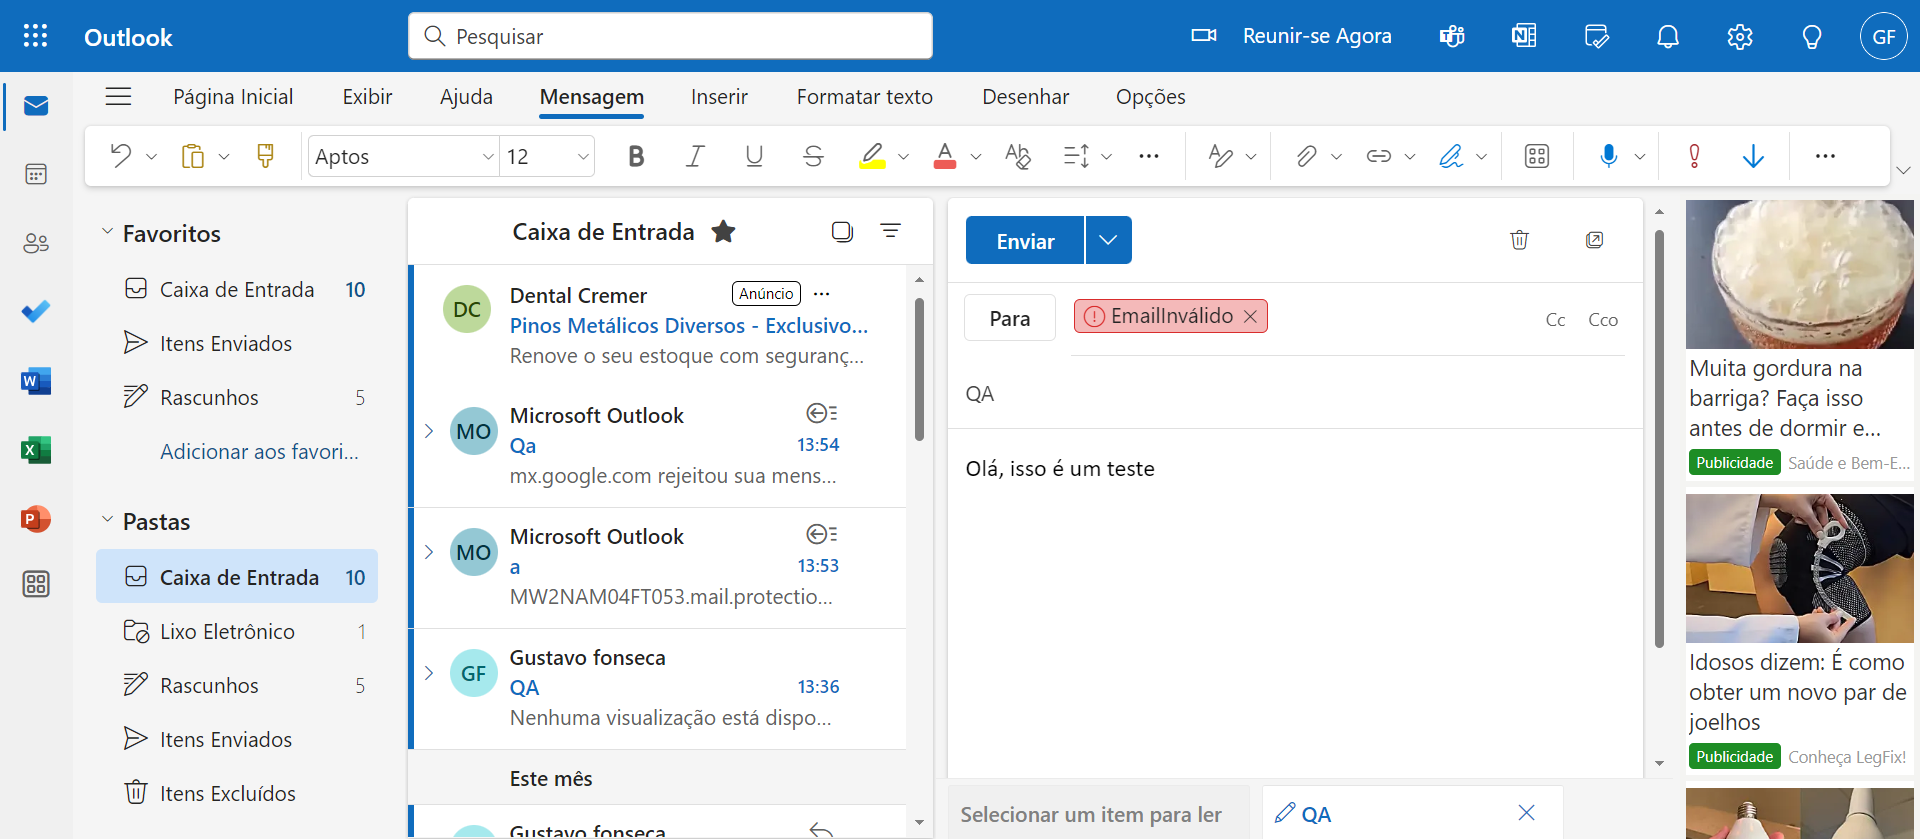 Outlook
Pesquisar
Reunir-se Agora
GF
Página Inicial
Exibir
Ajuda
Mensagem
Inserir
Formatar texto
Desenhar
Opções
Aptos
12
Favoritos
Caixa de Entrada 10
Itens Enviados
Rascunhos 5
Adicionar aos favori...
Pastas
Caixa de Entrada 10
Lixo Eletrônico 1
Rascunhos 5
Itens Enviados
Itens Excluídos
Caixa de Entrada
DC
Dental Cremer
Anúncio
Pinos Metálicos Diversos - Exclusivo...
Renove o seu estoque com seguranç...
MO
Microsoft Outlook
Qa 13:54
mx.google.com rejeitou sua mens...
MO
Microsoft Outlook
a 13:53
MW2NAM04FT053.mail.protectio...
GF
Gustavo fonseca
QA 13:36
Nenhuma visualização está dispo...
Este mês
Gustavo fonseca
Enviar
Para
EmailInválido
Cc
Cco
QA
Olá, isso é um teste
Selecionar um item para ler
QA
Muita gordura na
barriga? Faça isso
antes de dormir e...
Publicidade Saúde e Bem-E...
Idosos dizem: É como
obter um novo par de
joelhos
Publicidade Conheça LegFix!